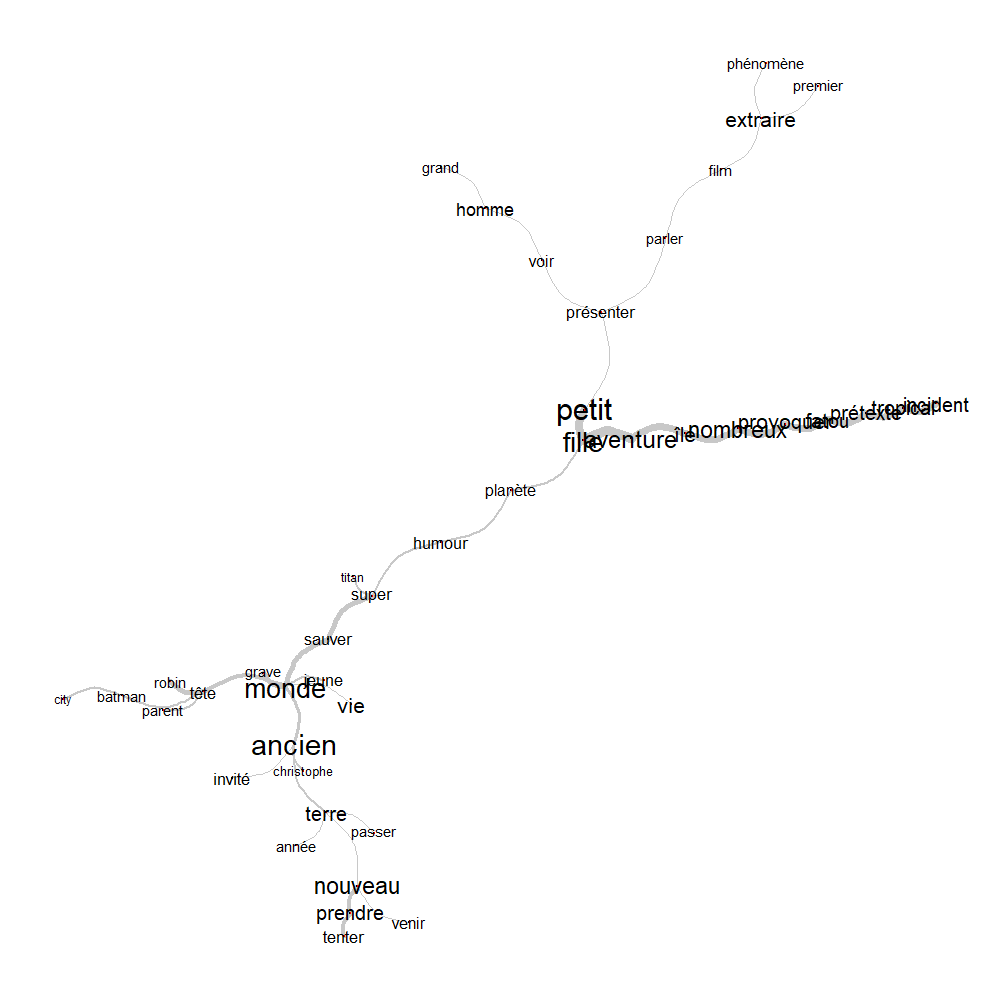 phénomène
premier
extraire
grand
film
homme
parler
voir
présenter
petit
fille
aventure
île
nombreux
provoquer
fatou
prétexte
tropical
incident
planète
humour
titan
super
sauver
grave
jeune
robin
monde
tête
city
batman
parent
vie
ancien
christophe
invité
terre
passer
année
nouveau
prendre
venir
tenter